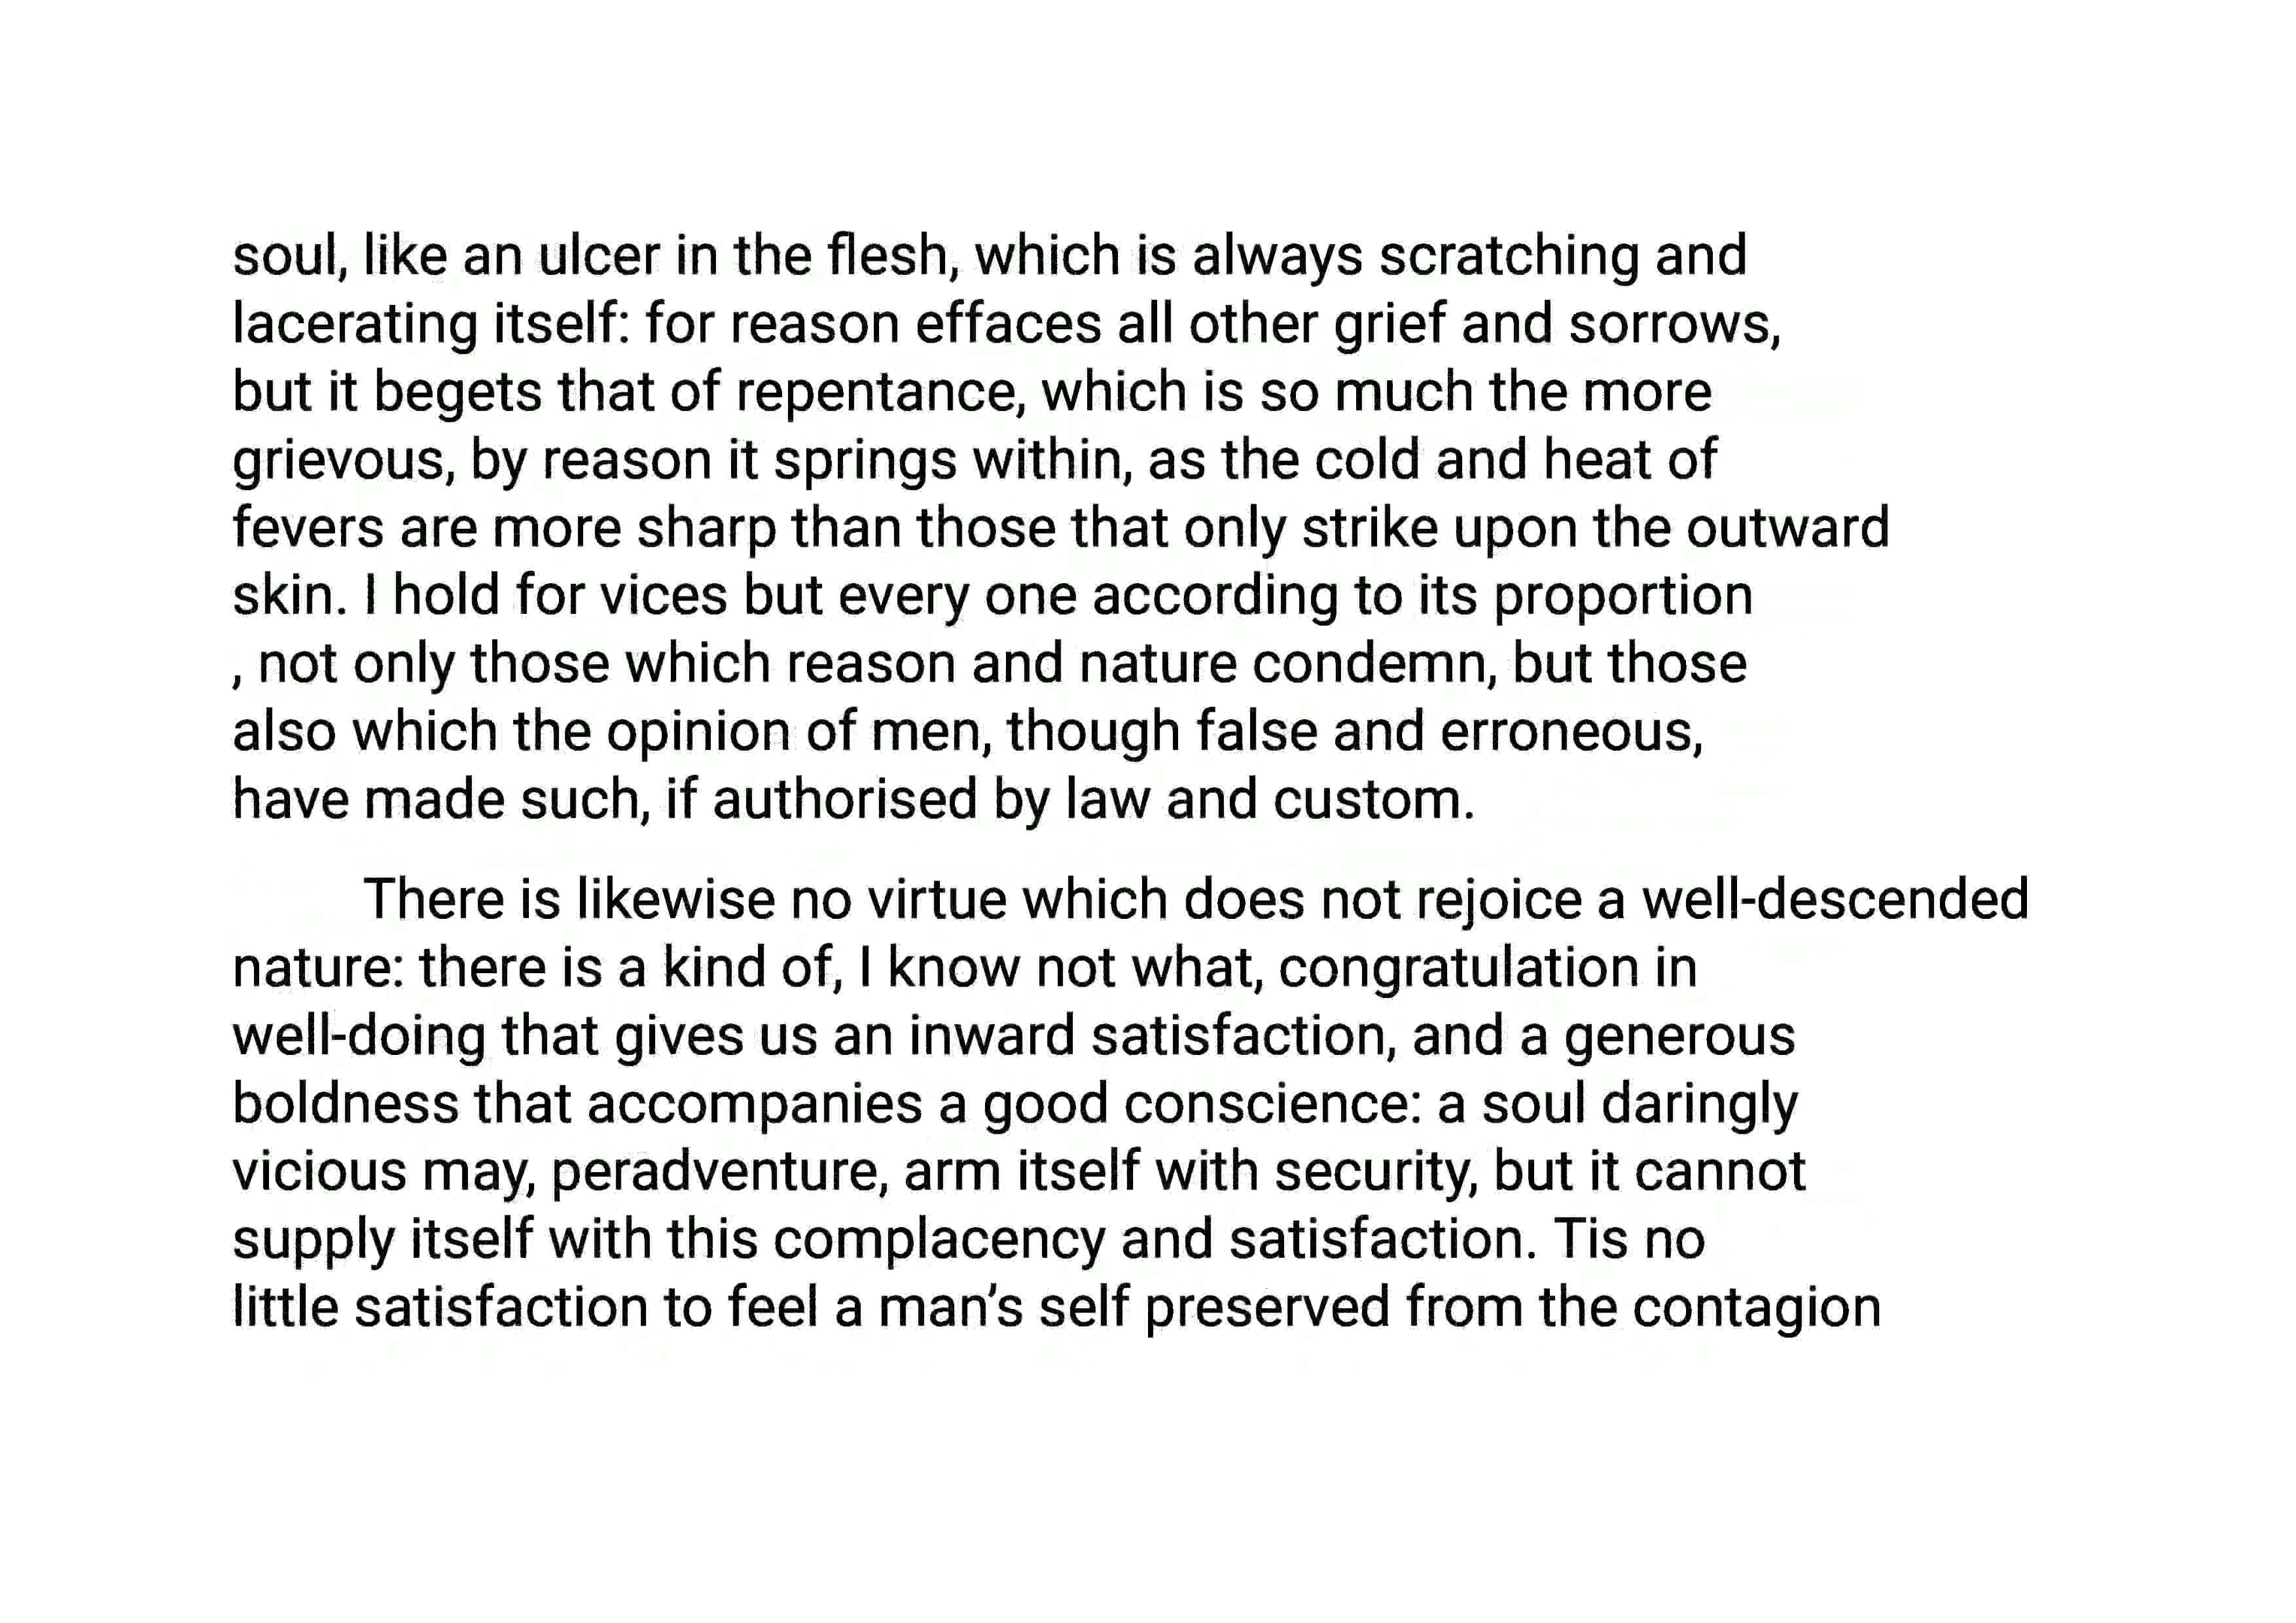 soul, like an ulcer in the flesh, which is always scratching and
lacerating itself: for reason effaces all other grief and sorrows,
but it begets that of repentance, which is so much the more
grievous, by reason it springs within, as the cold and heat of
fevers are more sharp than those that only strike upon the outward
skin. I hold for vices but every one according to its proportion
, not only those which reason and nature condemn, but those
also which the opinion of men, though false and erroneous,
have made such, if authorised by law and custom.
There is likewise no virtue which does not rejoice a well-descended
nature: there is a kind of, I know not what, congratulation in
well-doing that gives us an inward satisfaction, and a generous
boldness that accompanies a good conscience: a soul daringly
vicious may, peradventure, arm itself with security, but it cannot
supply itself with this complacency and satisfaction. Tis no
little satisfaction to feel a man’s self preserved from the contagion